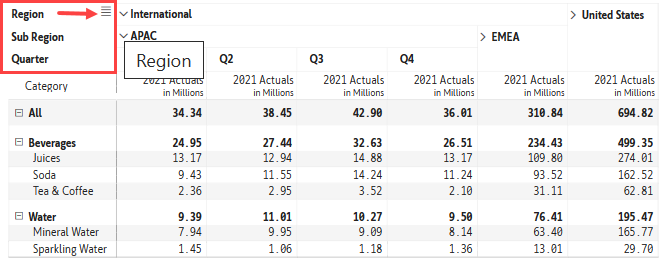 Region International United States
Sub Region APAC EMEA
Quarter Region Q2 Q3 Q4
Category 2021 Actuals 2021 Actuals 2021 Actuals 2021 Actuals 2021 Actuals 2021 Actuals
in Millions in Millions in Millions in Millions in Millions in Millions
All 34.34 38.45 42.90 36.01 310.84 694.82
Beverages 24.95 27.44 32.63 26.51 234.43 499.35
Juices 13.17 12.94 14.88 13.17 109.80 274.01
Soda 9.43 11.55 14.24 11.24 93.52 162.52
Tea & Coffee 2.36 2.95 3.52 2.10 31.11 62.81
Water 9.39 11.01 10.27 9.50 76.41 195.47
Mineral Water 7.94 9.95 9.09 8.14 63.40 165.77
Sparkling Water 1.45 1.06 1.18 1.36 13.01 29.70